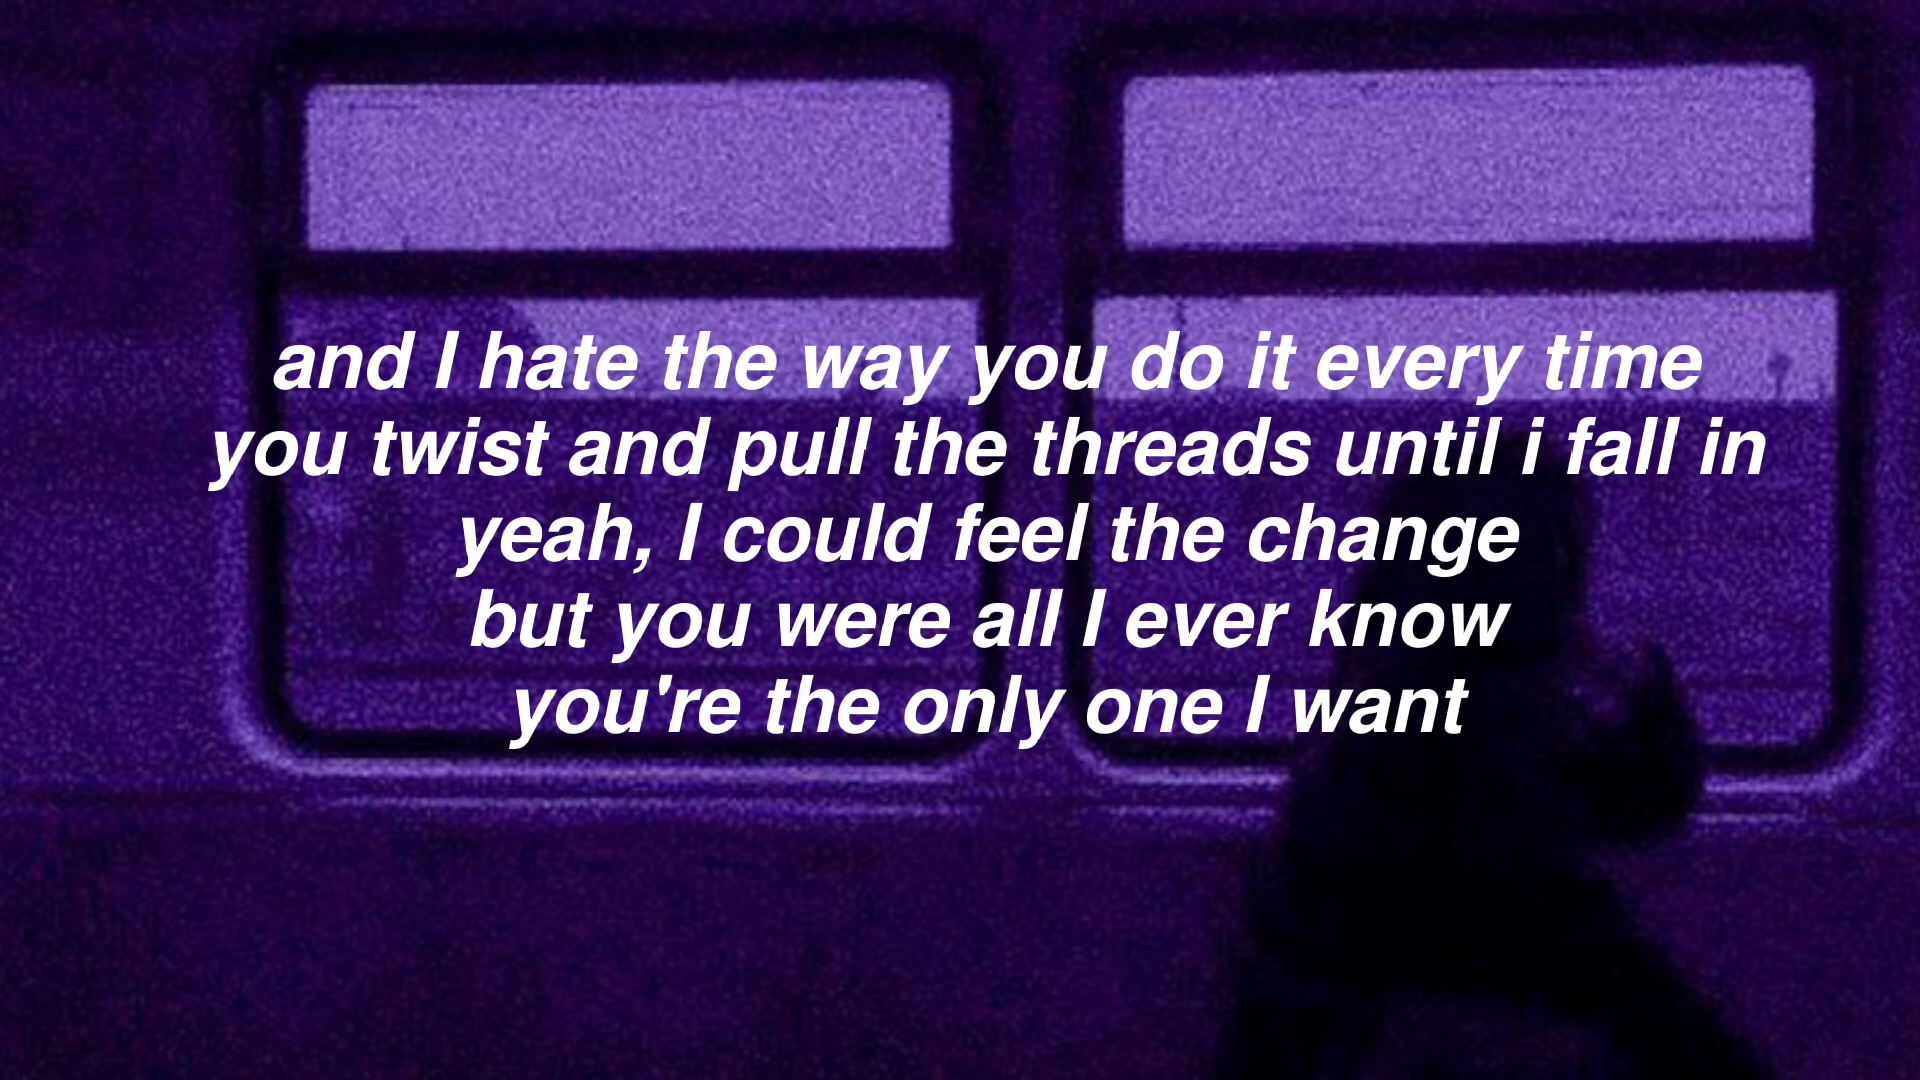 and I hate the way you do it every time
you twist and pull the threads until i fall in
yeah, I could feel the change
but you were all I ever know
you're the only one I want